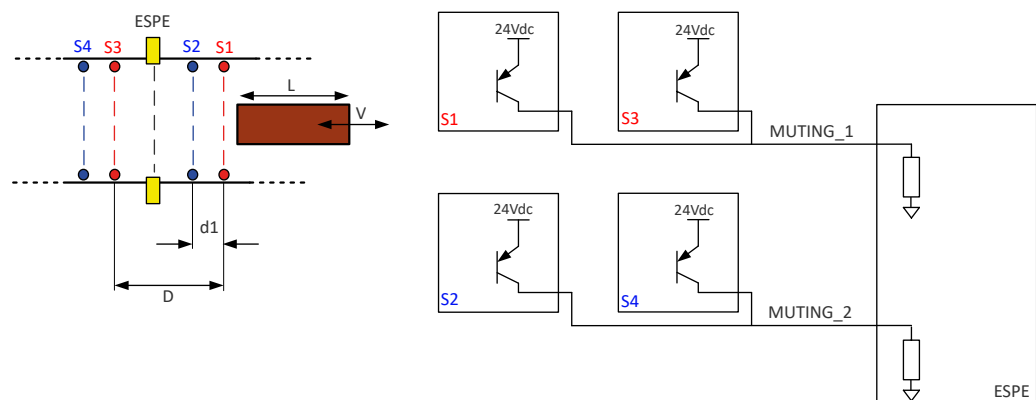 ESPE
S4
S3
S2
S1
L
V
d1
D
24Vdc
S1
24Vdc
S3
MUTING_1
24Vdc
S2
24Vdc
S4
MUTING_2
ESPE